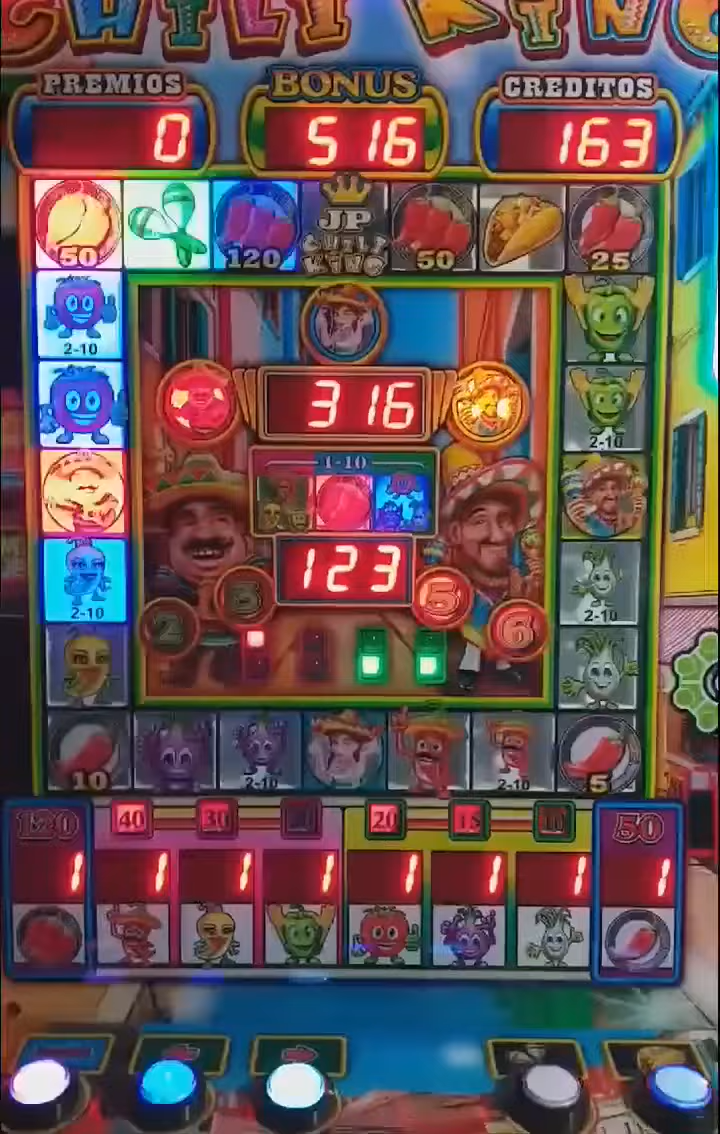 CHILI KING
PREMIOS BONUS CREDITOS
0 516 163
50 120 JP 50 25
CHILI
KING
2-10
316
2-10
1-10
123
2-10 2-10
2 3 5 6
10 2-10 2-10 5
120 40 30 20 15 10 50
1 1 1 1 1 1 1 1